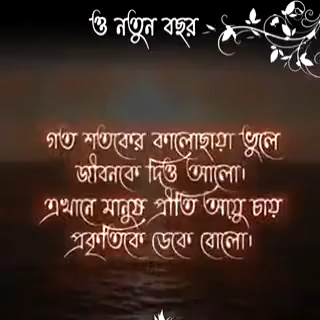 ও নতুন বছর
গত শতকের কালোছায়া ভুলে
জীবনকে দিও আলো।
এখানে মানুষ প্রীতি আয়ু চায়
প্রকৃতিকে ডেকে বোলো।